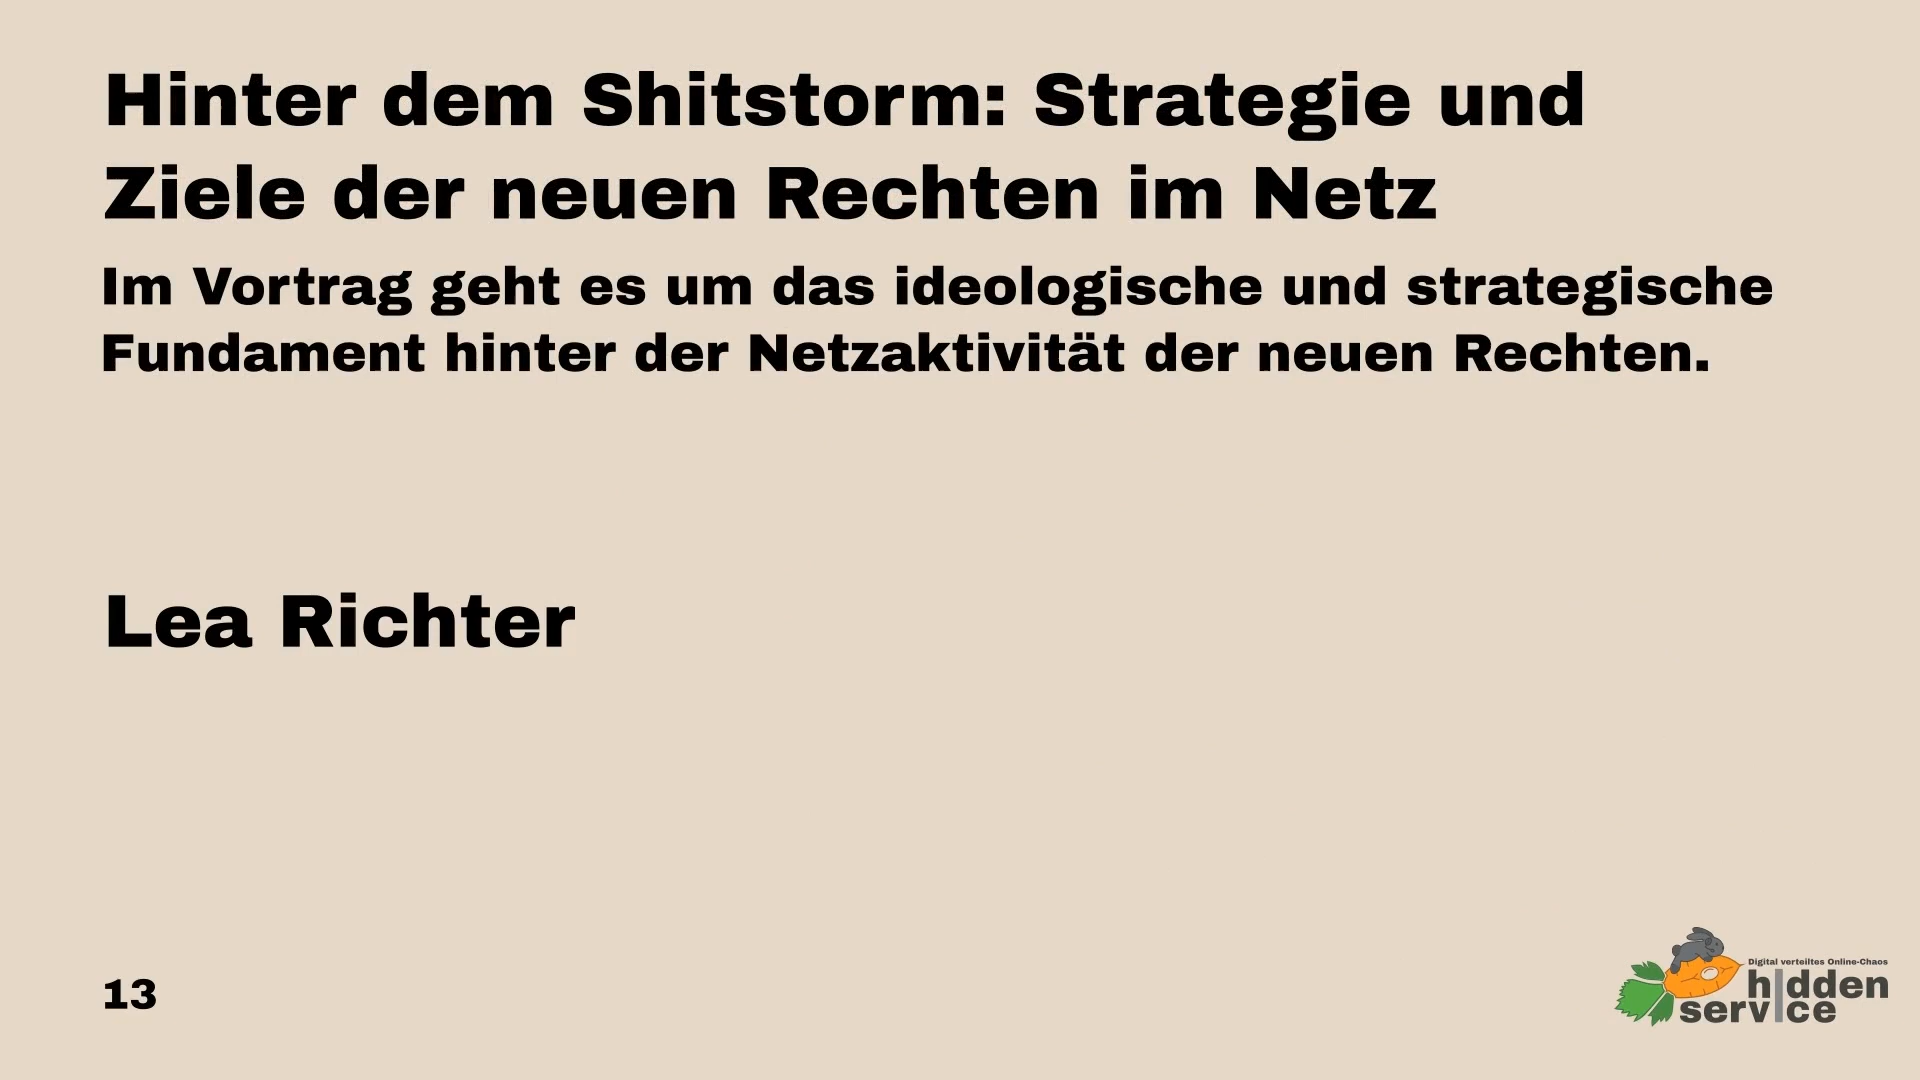 Hinter dem Shitstorm: Strategie und
Ziele der neuen Rechten im Netz
Im Vortrag geht es um das ideologische und strategische
Fundament hinter der Netzaktivität der neuen Rechten.
Lea Richter
13
Digital verteiltes Online-Chaos
hidden
service